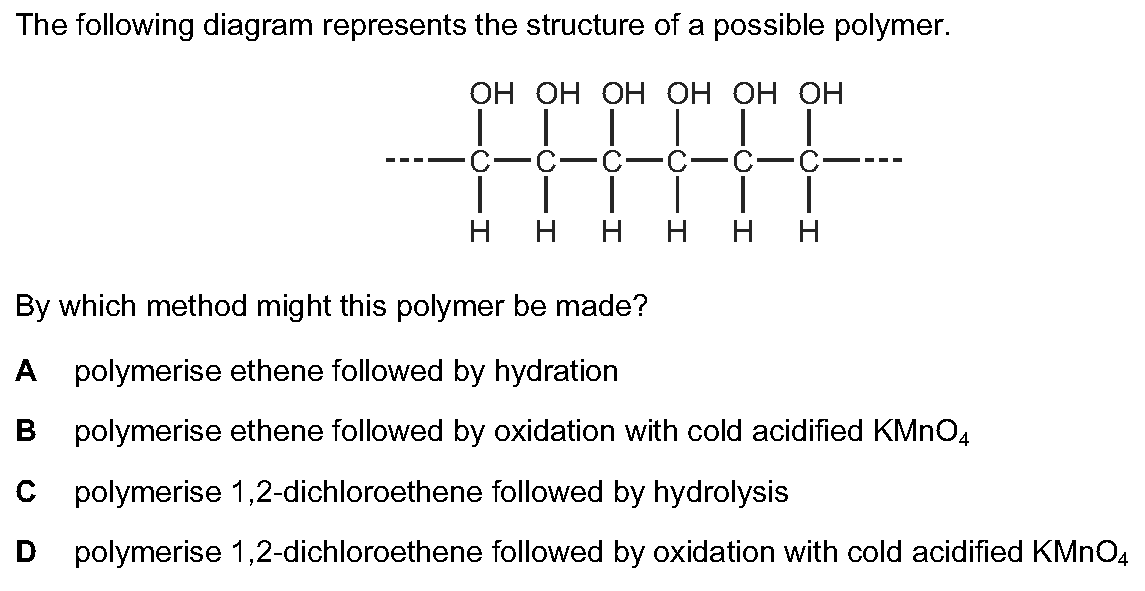 The following diagram represents the structure of a possible polymer.
OH OH OH OH OH OH
C C C C C C
H H H H H H
By which method might this polymer be made?
A polymerise ethene followed by hydration
B polymerise ethene followed by oxidation with cold acidified KMnO₄
C polymerise 1,2-dichloroethene followed by hydrolysis
D polymerise 1,2-dichloroethene followed by oxidation with cold acidified KMnO₄